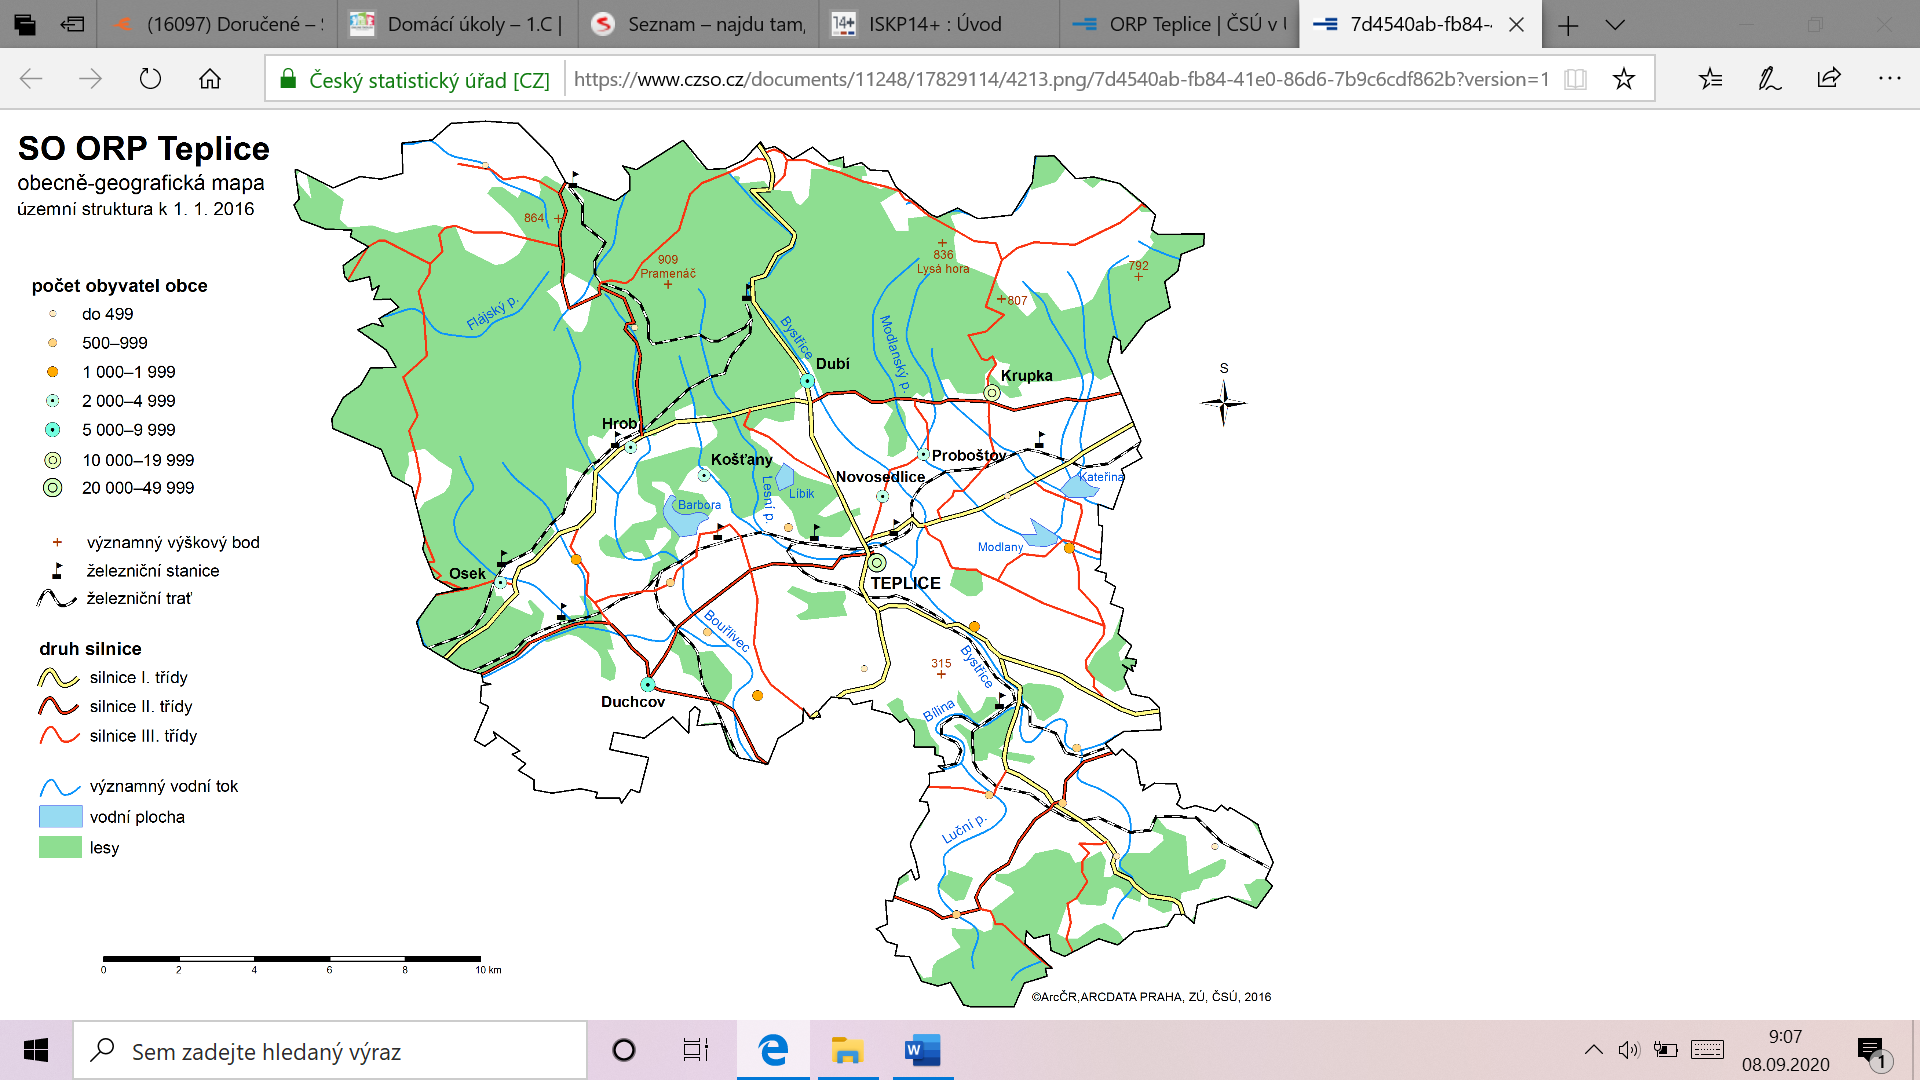 (16097) Doručené – S
Domácí úkoly – 1.C |
Seznam – najdu tam,
14+ ISKP14+ : Úvod
ORP Teplice | ČSÚ v Ú
7d4540ab-fb84-4
Český statistický úřad [CZ]
https://www.czso.cz/documents/11248/17829114/4213.png/7d4540ab-fb84-41e0-86d6-7b9c6cdf862b?version=1
SO ORP Teplice
obecně-geografická mapa
územní struktura k 1. 1. 2016
počet obyvatel obce
do 499
500–999
1 000–1 999
2 000–4 999
5 000–9 999
10 000–19 999
20 000–49 999
významný výškový bod
železniční stanice
železniční trať
druh silnice
silnice I. třídy
silnice II. třídy
silnice III. třídy
významný vodní tok
vodní plocha
lesy
0 2 4 6 8 10 km
864
909
Pramenáč
836
Lysá hora
792
807
Flájský p.
Bystřice
Modlanský p.
Dubí
Krupka
S
Hrob
Košťany
Proboštov
Novosedlice
Kateřina
Libík
Lesní p.
Barbora
Modlany
Osek
TEPLICE
Bouřlivec
315
Bystřice
Duchcov
Bílina
Luční p.
©ArcČR,ARCDATA PRAHA, ZÚ, ČSÚ, 2016
Sem zadejte hledaný výraz
W
9:07
08.09.2020
1